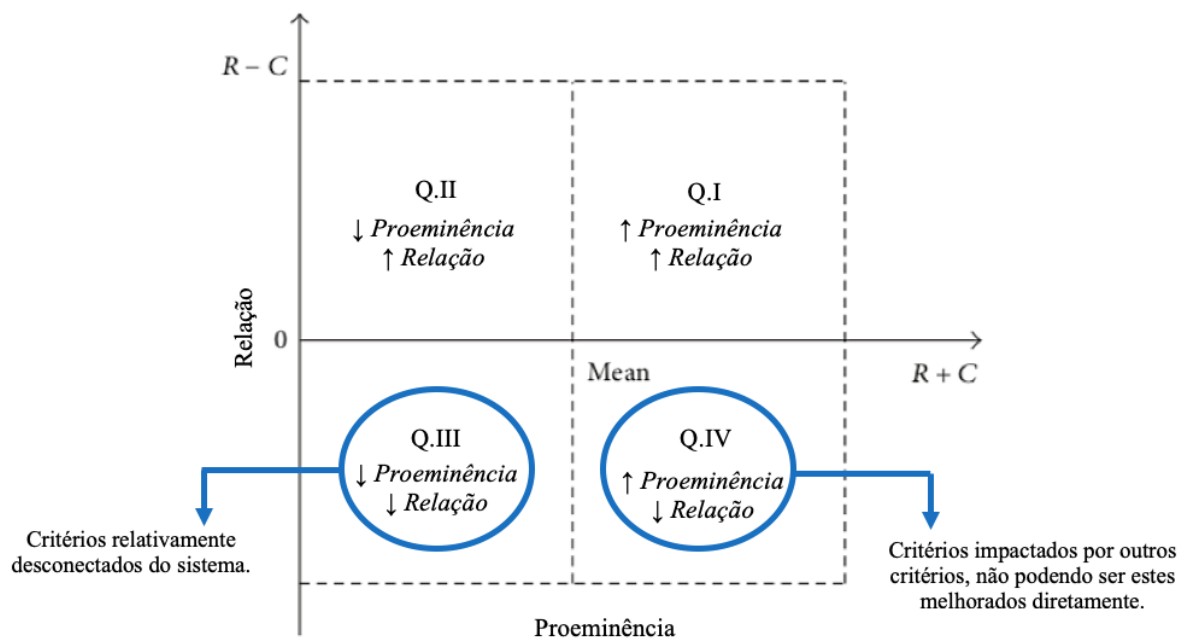 R – C
Q.II
↓ Proeminência
↑ Relação
Q.I
↑ Proeminência
↑ Relação
Relação
0
Mean
R + C
Q.III
↓ Proeminência
↓ Relação
Q.IV
↑ Proeminência
↓ Relação
Critérios relativamente
desconectados do sistema.
Critérios impactados por outros
critérios, não podendo ser estes
melhorados diretamente.
Proeminência